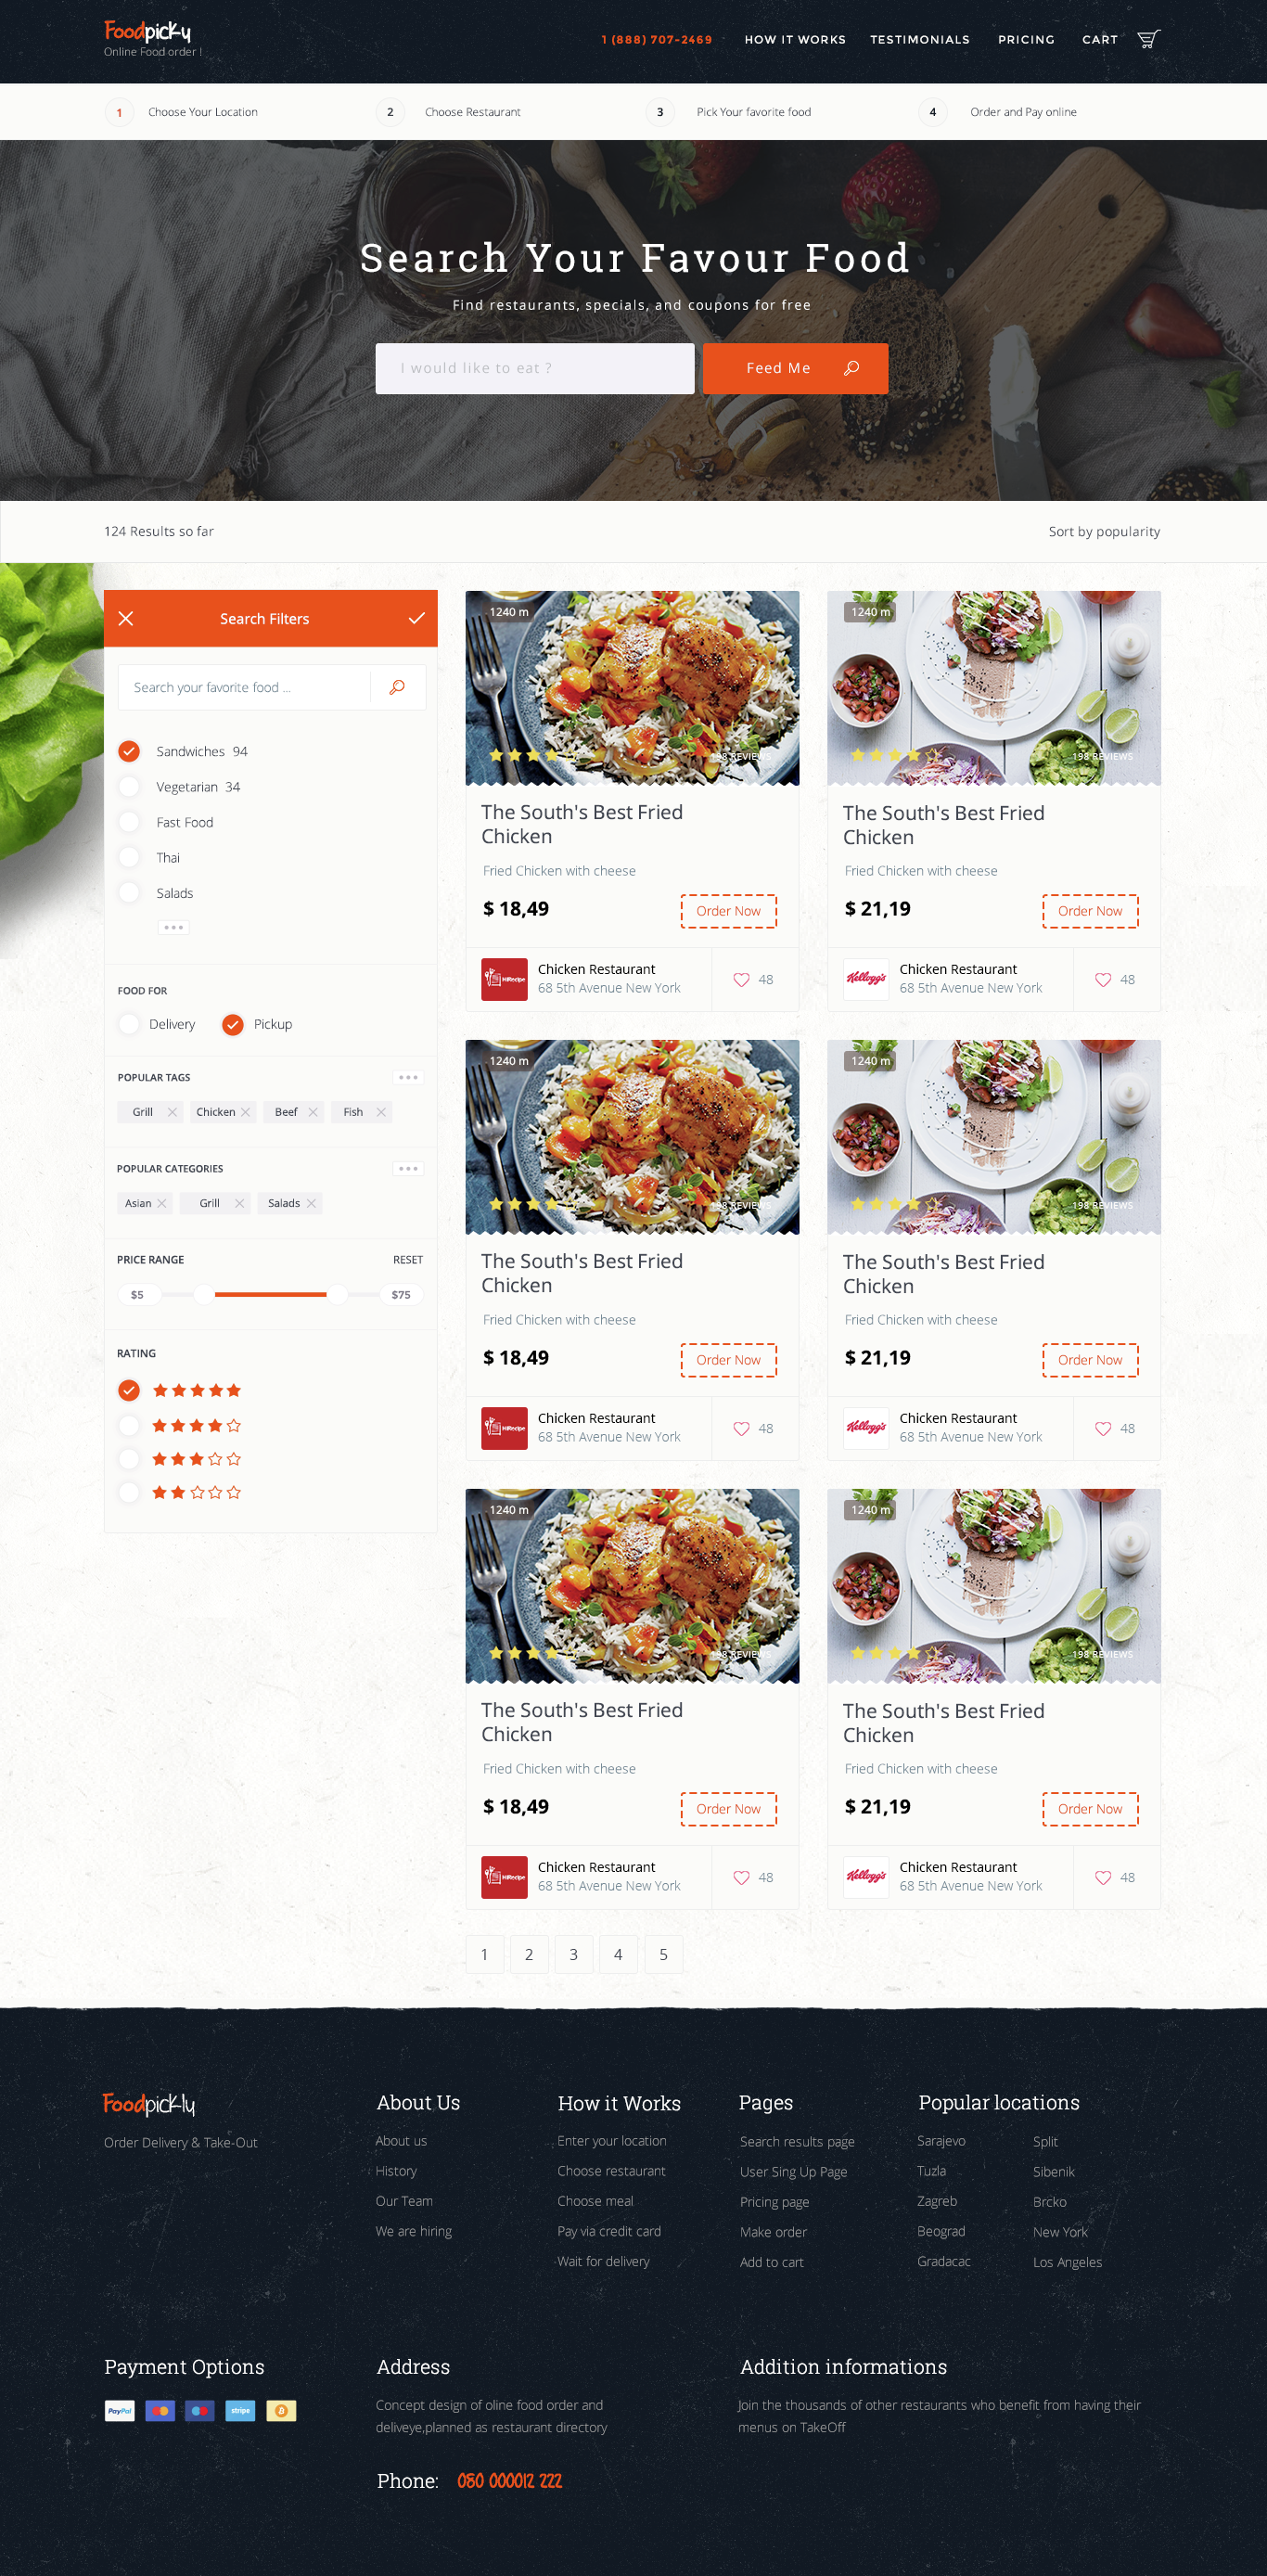 Foodpickly
Online Food order !
1 (888) 707-2469
HOW IT WORKS
TESTIMONIALS
PRICING
CART
1 Choose Your Location
2 Choose Restaurant
3 Pick Your favorite food
4 Order and Pay online
Search Your Favour Food
Find restaurants, specials, and coupons for free
I would like to eat ?
Feed Me
124 Results so far
Sort by popularity
Search Filters
Search your favorite food ...
Sandwiches 94
Vegetarian 34
Fast Food
Thai
Salads
FOOD FOR
Delivery
Pickup
POPULAR TAGS
Grill
Chicken
Beef
Fish
POPULAR CATEGORIES
Asian
Grill
Salads
PRICE RANGE
RESET
$5
$75
RATING
1240 m
198 REVIEWS
The South's Best Fried
Chicken
Fried Chicken with cheese
$ 18,49
Order Now
HiRecipe
Chicken Restaurant
68 5th Avenue New York
48
1240 m
198 REVIEWS
The South's Best Fried
Chicken
Fried Chicken with cheese
$ 21,19
Order Now
Kellogg's
Chicken Restaurant
68 5th Avenue New York
48
1240 m
198 REVIEWS
The South's Best Fried
Chicken
Fried Chicken with cheese
$ 18,49
Order Now
HiRecipe
Chicken Restaurant
68 5th Avenue New York
48
1240 m
198 REVIEWS
The South's Best Fried
Chicken
Fried Chicken with cheese
$ 21,19
Order Now
Kellogg's
Chicken Restaurant
68 5th Avenue New York
48
1240 m
198 REVIEWS
The South's Best Fried
Chicken
Fried Chicken with cheese
$ 18,49
Order Now
HiRecipe
Chicken Restaurant
68 5th Avenue New York
48
1240 m
198 REVIEWS
The South's Best Fried
Chicken
Fried Chicken with cheese
$ 21,19
Order Now
Kellogg's
Chicken Restaurant
68 5th Avenue New York
48
1 2 3 4 5
Foodpickly
Order Delivery & Take-Out
About Us
About us
History
Our Team
We are hiring
How it Works
Enter your location
Choose restaurant
Choose meal
Pay via credit card
Wait for delivery
Pages
Search results page
User Sing Up Page
Pricing page
Make order
Add to cart
Popular locations
Sarajevo
Tuzla
Zagreb
Beograd
Gradacac
Split
Sibenik
Brcko
New York
Los Angeles
Payment Options
PayPal
stripe
Address
Concept design of oline food order and
deliveye,planned as restaurant directory
Phone: 080 000012 222
Addition informations
Join the thousands of other restaurants who benefit from having their
menus on TakeOff